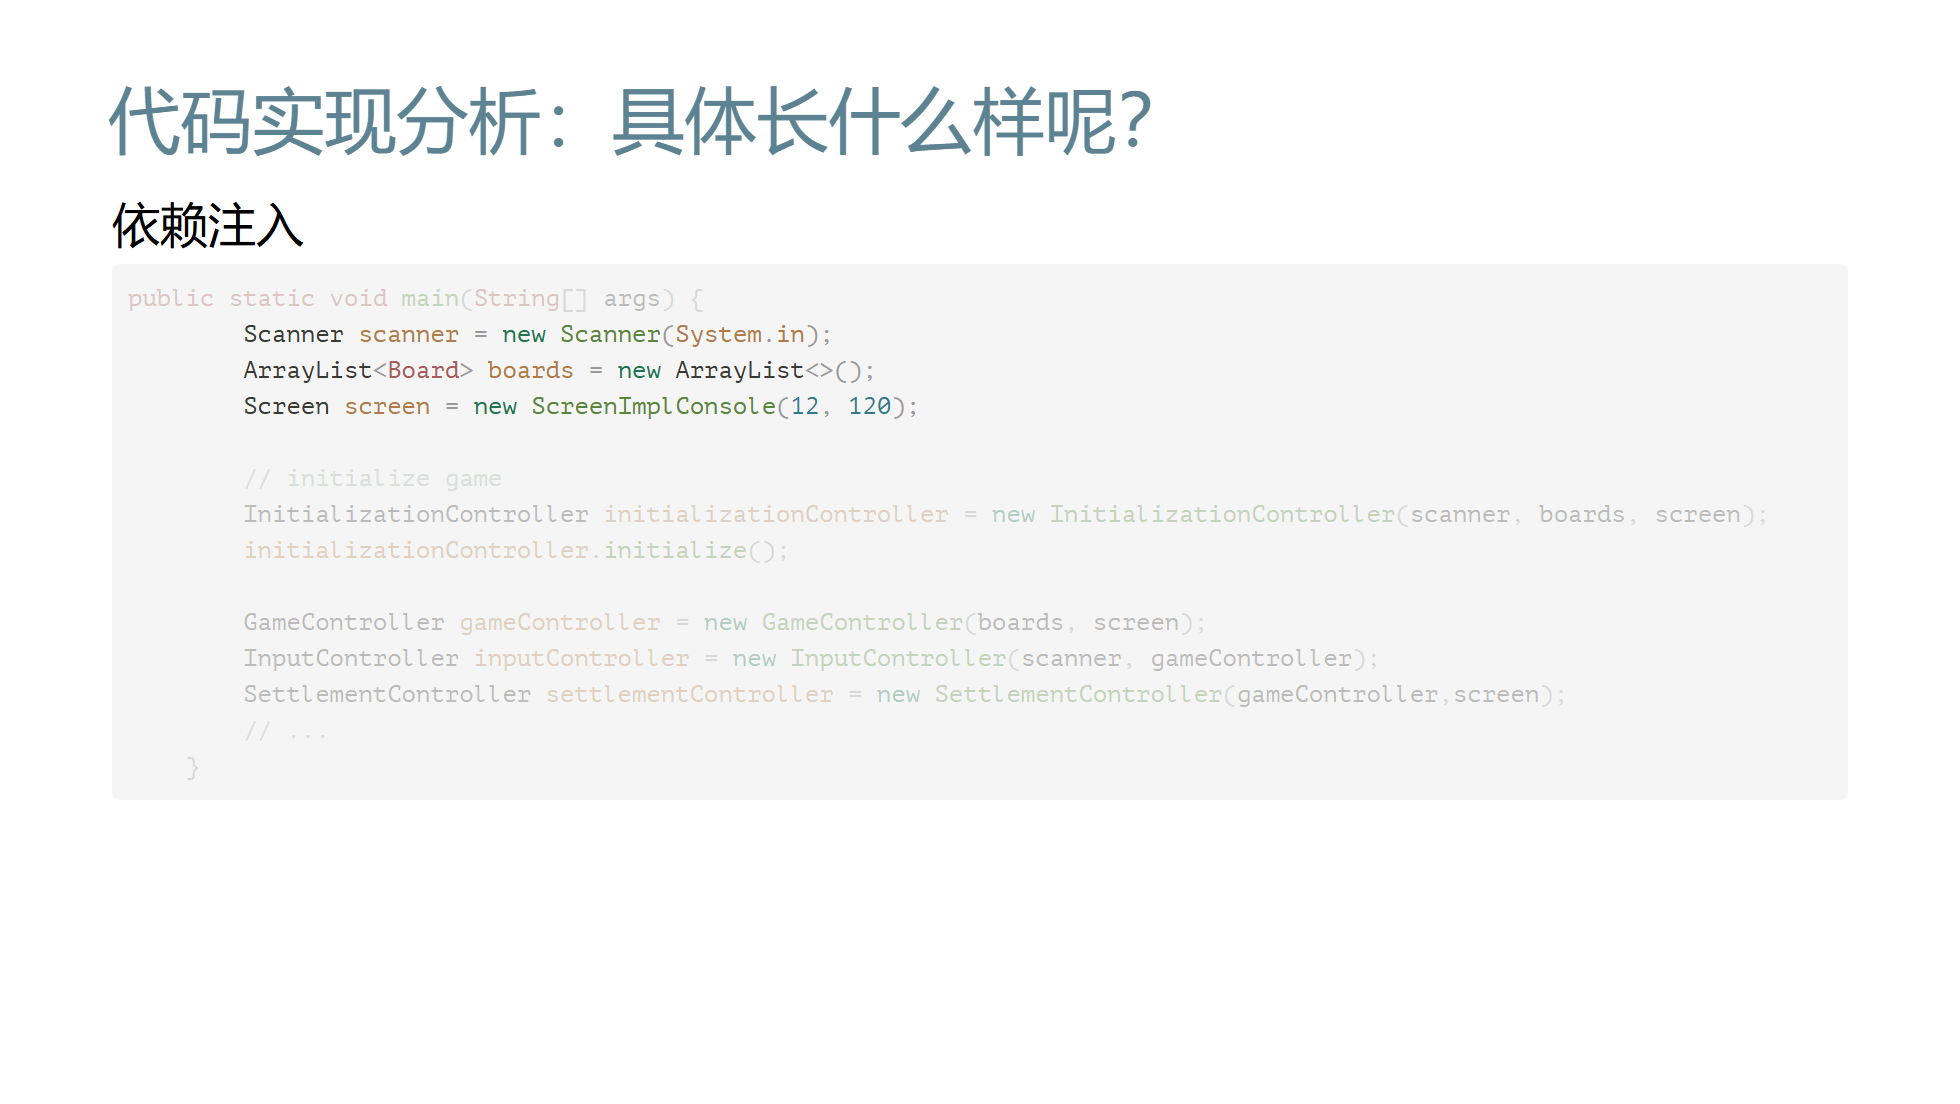 代码实现分析：具体长什么样呢？
依赖注入
public static void main(String[] args) {
        Scanner scanner = new Scanner(System.in);
        ArrayList<Board> boards = new ArrayList<>();
        Screen screen = new ScreenImplConsole(12, 120);
        // initialize game
        InitializationController initializationController = new InitializationController(scanner, boards, screen);
        initializationController.initialize();
        GameController gameController = new GameController(boards, screen);
        InputController inputController = new InputController(scanner, gameController);
        SettlementController settlementController = new SettlementController(gameController,screen);
        // ...
    }